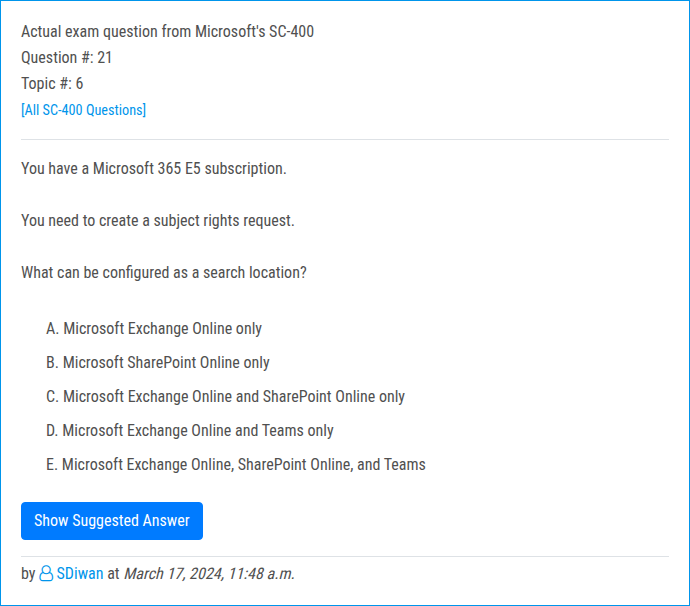 Actual exam question from Microsoft's SC-400
Question #: 21
Topic #: 6
[All SC-400 Questions]
You have a Microsoft 365 E5 subscription.
You need to create a subject rights request.
What can be configured as a search location?
A. Microsoft Exchange Online only
B. Microsoft SharePoint Online only
C. Microsoft Exchange Online and SharePoint Online only
D. Microsoft Exchange Online and Teams only
E. Microsoft Exchange Online, SharePoint Online, and Teams
Show Suggested Answer
by SDiwan at March 17, 2024, 11:48 a.m.